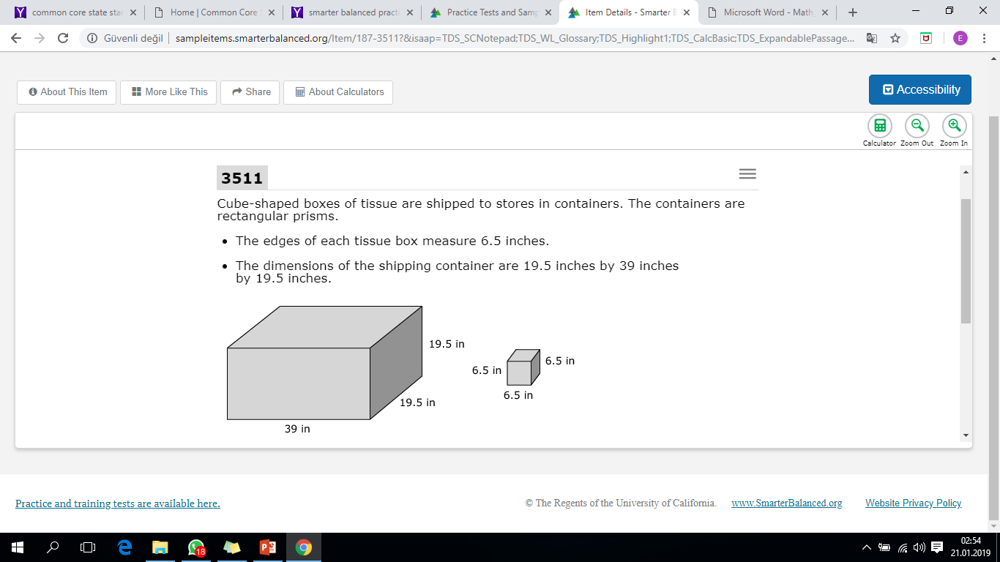 common core state sta
Home | Common Core
smarter balanced practi
Practice Tests and Samp
Item Details - Smarter B
Microsoft Word - Math
Güvenli değil | sampleitems.smarterbalanced.org/Item/187-3511?&isaap=TDS_SCNotepad;TDS_WL_Glossary;TDS_Highlight1;TDS_CalcBasic;TDS_ExpandablePassage...
E
About This Item
More Like This
Share
About Calculators
Accessibility
Calculator
Zoom Out
Zoom In
3511
Cube-shaped boxes of tissue are shipped to stores in containers. The containers are
rectangular prisms.
• The edges of each tissue box measure 6.5 inches.
• The dimensions of the shipping container are 19.5 inches by 39 inches
by 19.5 inches.
19.5 in
19.5 in
39 in
6.5 in
6.5 in
6.5 in
Practice and training tests are available here.
© The Regents of the University of California.
www.SmarterBalanced.org
Website Privacy Policy
18
02:54
21.01.2019